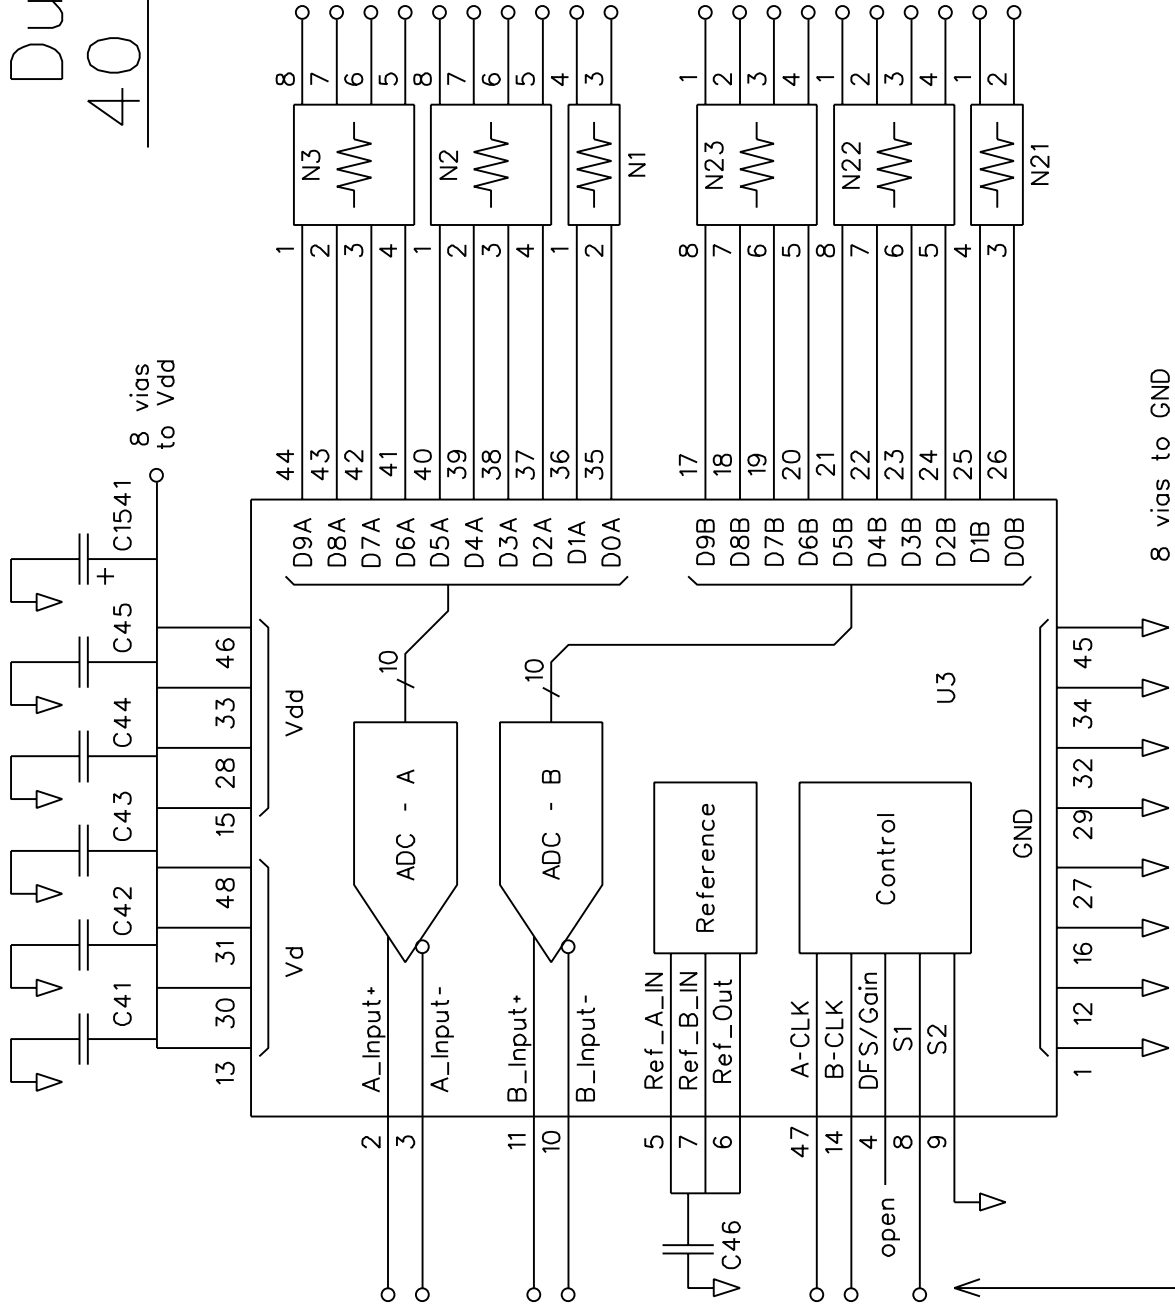 Du
40
8 7 6 5 8 7 6 5 4 3
N3
N2
N1
1 2 3 4 1 2 3 4 1 2
1 2 3 4 1 2 3 4 1 2
N23
N22
N21
8 7 6 5 8 7 6 5 4 3
8 vias
to Vdd
44 43 42 41 40 39 38 37 36 35
17 18 19 20 21 22 23 24 25 26
D9A
D8A
D7A
D6A
D5A
D4A
D3A
D2A
D1A
D0A
D9B
D8B
D7B
D6B
D5B
D4B
D3B
D2B
D1B
D0B
C41
C42
C43
C44
C45
C1541
+
13 30 31 48 15 28 33 46
Vd
Vdd
10
10
ADC - A
ADC - B
U3
Reference
Control
GND
1 12 16 27 29 32 34 45
8 vias to GND
A_Input+
A_Input-
B_Input+
B_Input-
Ref_A_IN
Ref_B_IN
Ref_Out
A-CLK
B-CLK
DFS/Gain
S1
S2
2
3
11
10
5
7
6
47
14
4
8
9
C46
open